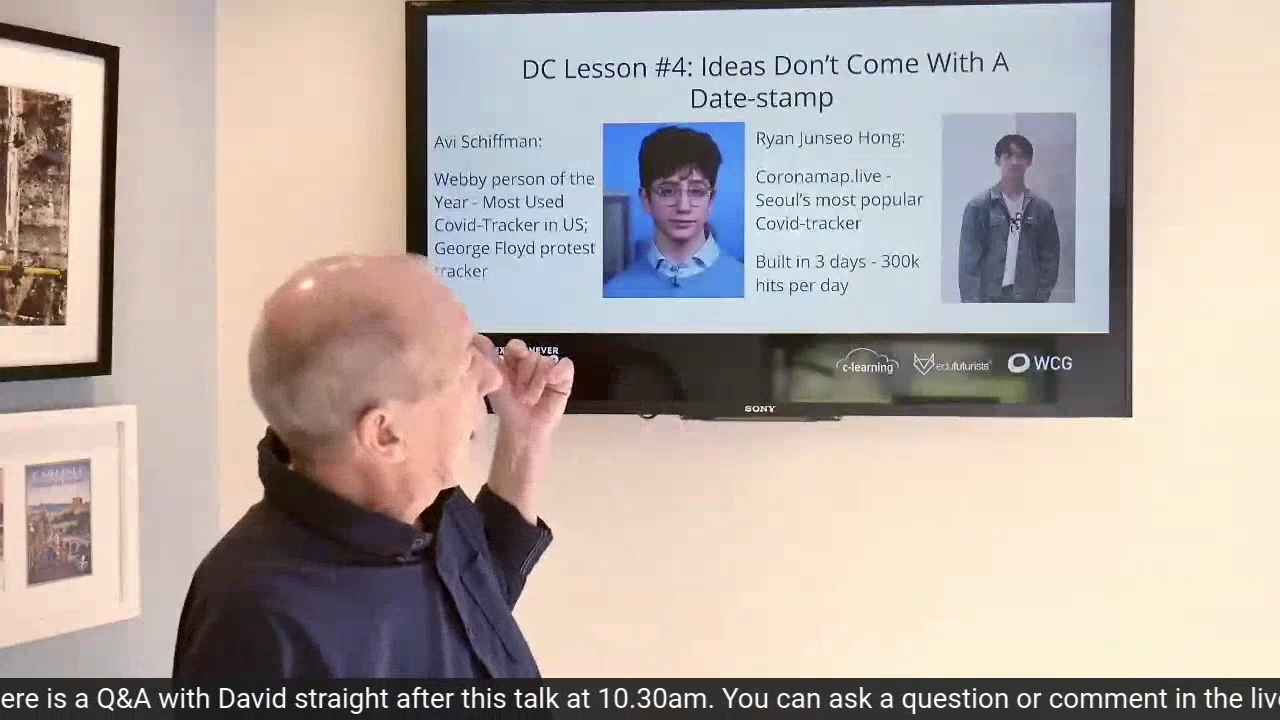 DC Lesson #4: Ideas Don't Come With A
Date-stamp
Avi Schiffman:
Webby person of the
Year - Most Used
Covid-Tracker in US;
George Floyd protest
tracker
Ryan Junseo Hong:
Coronamap.live -
Seoul's most popular
Covid-tracker
Built in 3 days - 300k
hits per day
c-learning
edufuturists
WCG
SONY
ere is a Q&A with David straight after this talk at 10.30am. You can ask a question or comment in the live